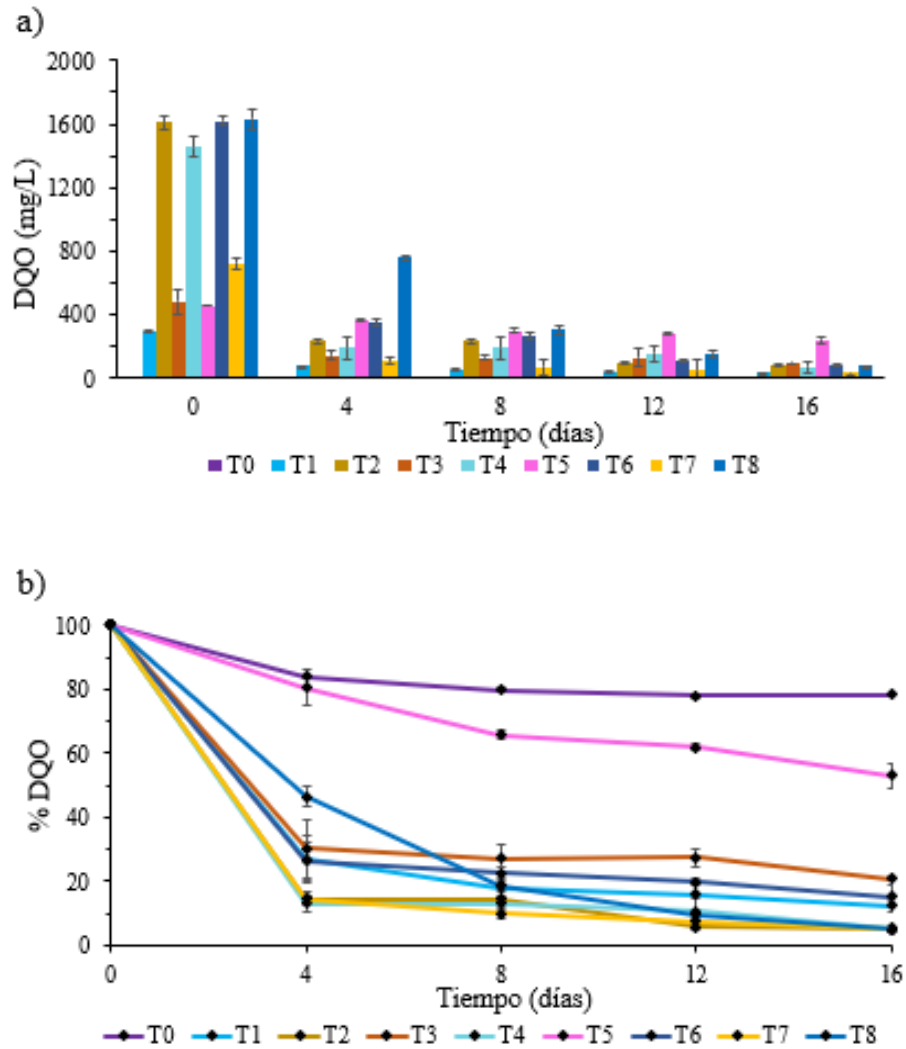 a)
2000
1600
1200
800
400
0
DQO (mg/L)
0 4 8 12 16
Tiempo (días)
T0 T1 T2 T3 T4 T5 T6 T7 T8
b)
100
80
60
40
20
0
% DQO
0 4 8 12 16
Tiempo (días)
T0 T1 T2 T3 T4 T5 T6 T7 T8